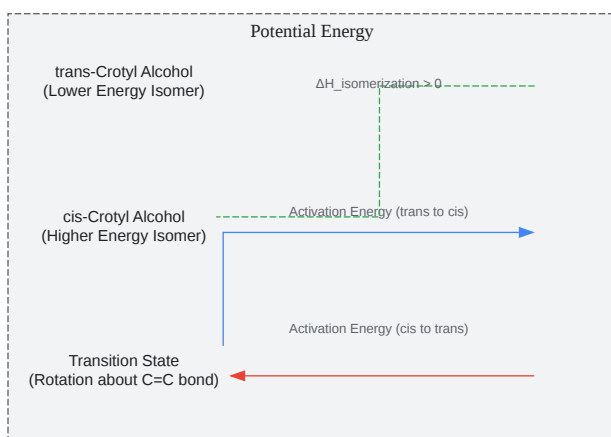 Potential Energy
trans-Crotyl Alcohol
(Lower Energy Isomer)
ΔH_isomerization > 0
cis-Crotyl Alcohol
(Higher Energy Isomer)
Activation Energy (trans to cis)
Activation Energy (cis to trans)
Transition State
(Rotation about C=C bond)